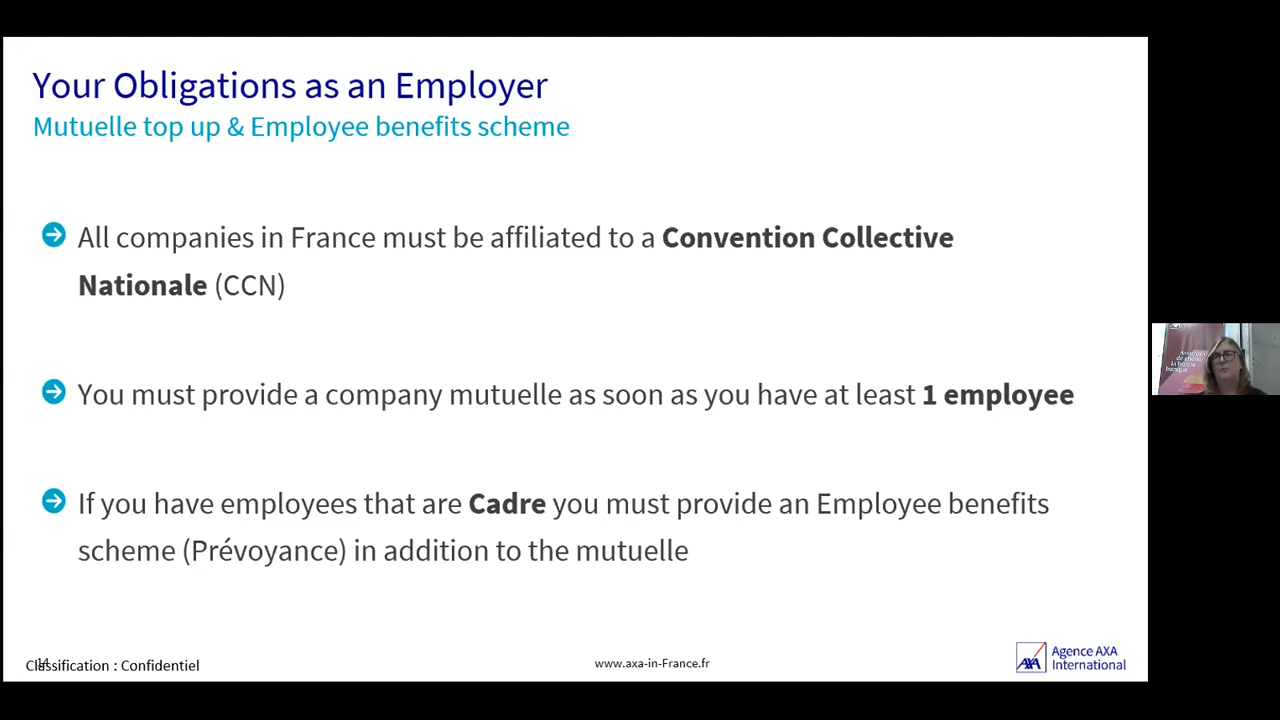 Your Obligations as an Employer
Mutuelle top up & Employee benefits scheme
All companies in France must be affiliated to a Convention Collective
Nationale (CCN)
You must provide a company mutuelle as soon as you have at least 1 employee
If you have employees that are Cadre you must provide an Employee benefits
scheme (Prévoyance) in addition to the mutuelle
Classification : Confidentiel
14
www.axa-in-France.fr
AXA
Agence AXA
International